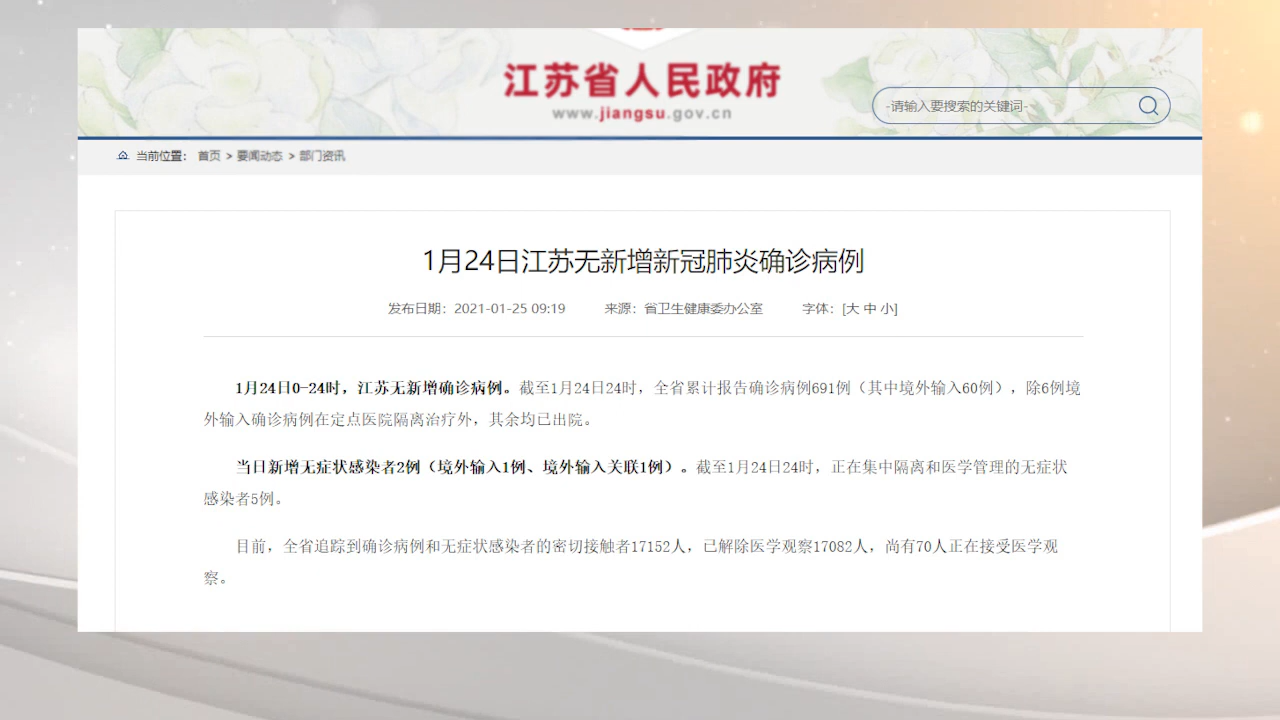 江苏省人民政府
www.jiangsu.gov.cn
-请输入要搜索的关键词-
当前位置： 首页 > 要闻动态 > 部门资讯
1月24日江苏无新增新冠肺炎确诊病例
发布日期：2021-01-25 09:19 来源：省卫生健康委办公室 字体：[大 中 小]
1月24日0-24时，江苏无新增确诊病例。截至1月24日24时，全省累计报告确诊病例691例（其中境外输入60例），除6例境
外输入确诊病例在定点医院隔离治疗外，其余均已出院。
当日新增无症状感染者2例（境外输入1例、境外输入关联1例）。截至1月24日24时，正在集中隔离和医学管理的无症状
感染者5例。
目前，全省追踪到确诊病例和无症状感染者的密切接触者17152人，已解除医学观察17082人，尚有70人正在接受医学观
察。